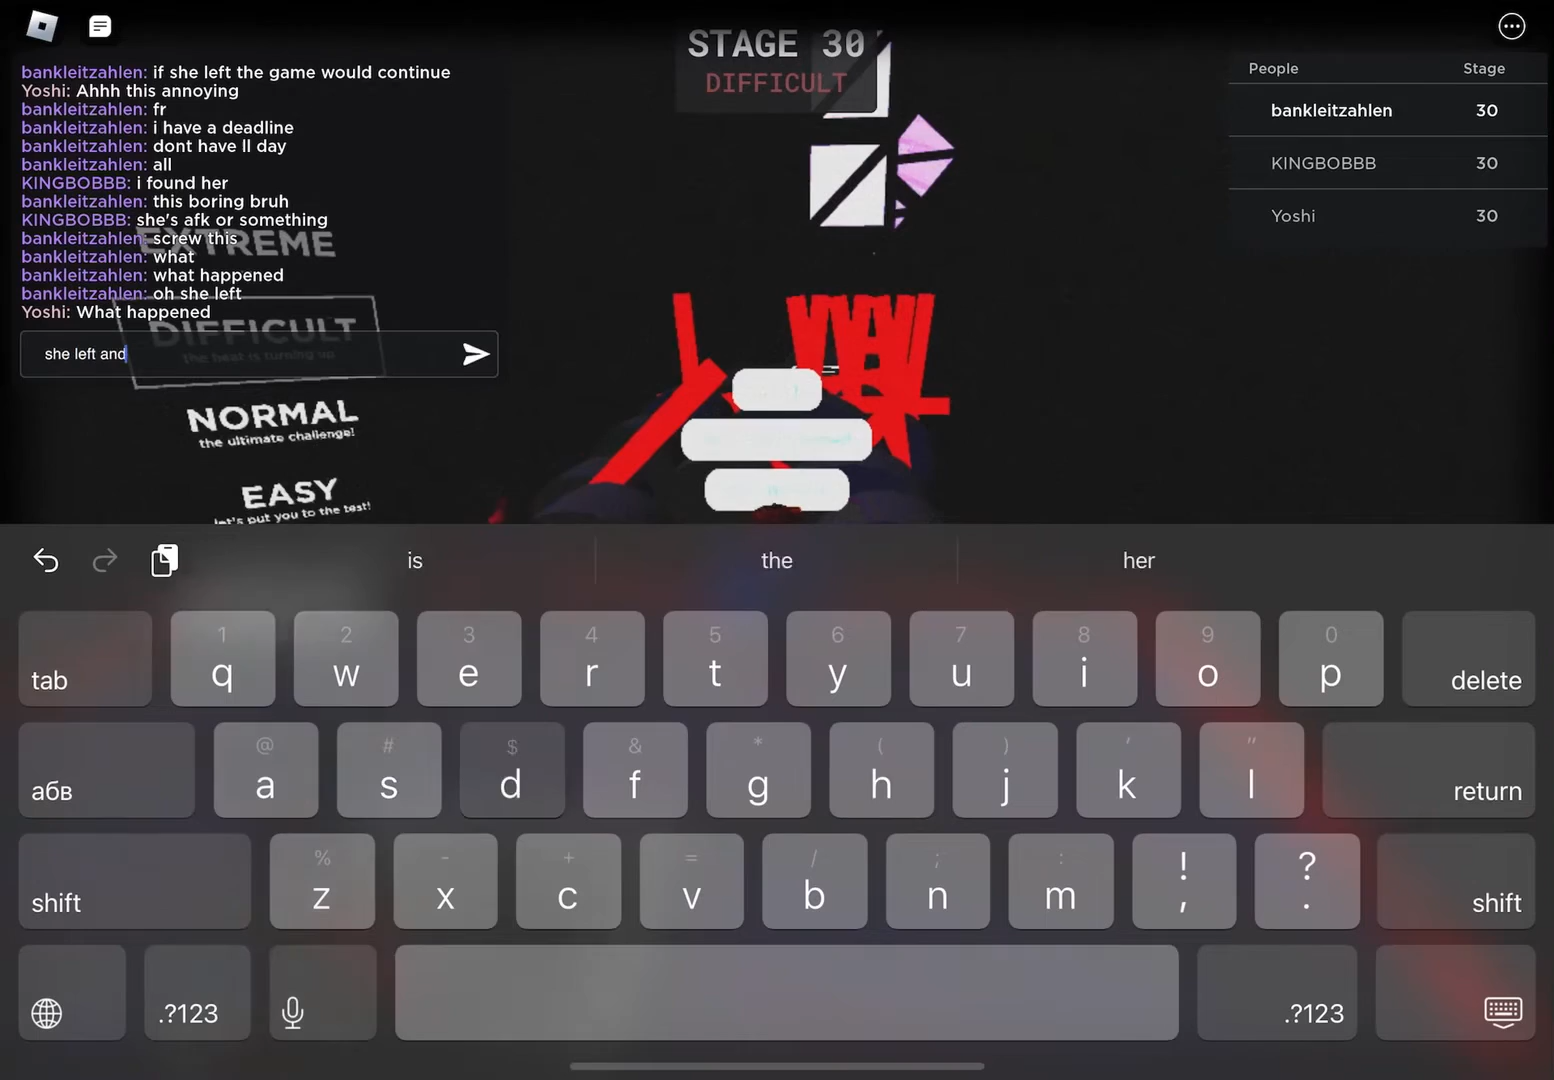 STAGE 30
DIFFICULT
bankleitzahlen: if she left the game would continue
Yoshi: Ahhh this annoying
bankleitzahlen: fr
bankleitzahlen: i have a deadline
bankleitzahlen: dont have ll day
bankleitzahlen: all
KINGBOBBB: i found her
bankleitzahlen: this boring bruh
KINGBOBBB: she's afk or something
bankleitzahlen: screw this
bankleitzahlen: what
bankleitzahlen: what happened
bankleitzahlen: oh she left
Yoshi: What happened
she left and
EXTREME
DIFFICULT
the heat is turning up
NORMAL
the ultimate challenge!
EASY
let's put you to the test!
People Stage
bankleitzahlen 30
KINGBOBBB 30
Yoshi 30
is the her
1 2 3 4 5 6 7 8 9 0
tab q w e r t y u i o p delete
@ # $ & * ( ) ' "
абв a s d f g h j k l return
% - + = / ; : ! ?
shift z x c v b n m , . shift
.?123 .?123